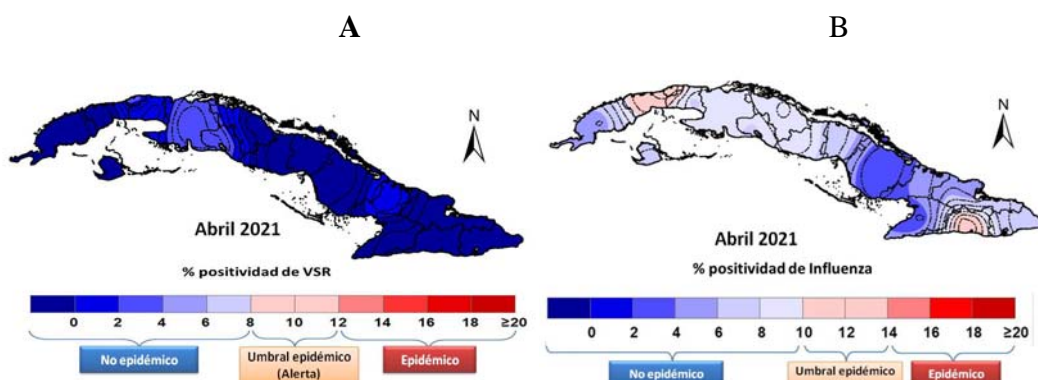 A
N
Abril 2021
% positividad de VSR
0 2 4 6 8 10 12 14 16 18 ≥20
No epidémico
Umbral epidémico
(Alerta)
Epidémico
B
N
Abril 2021
% positividad de Influenza
0 2 4 6 8 10 12 14 16 18 ≥20
No epidémico
Umbral epidémico
Epidémico